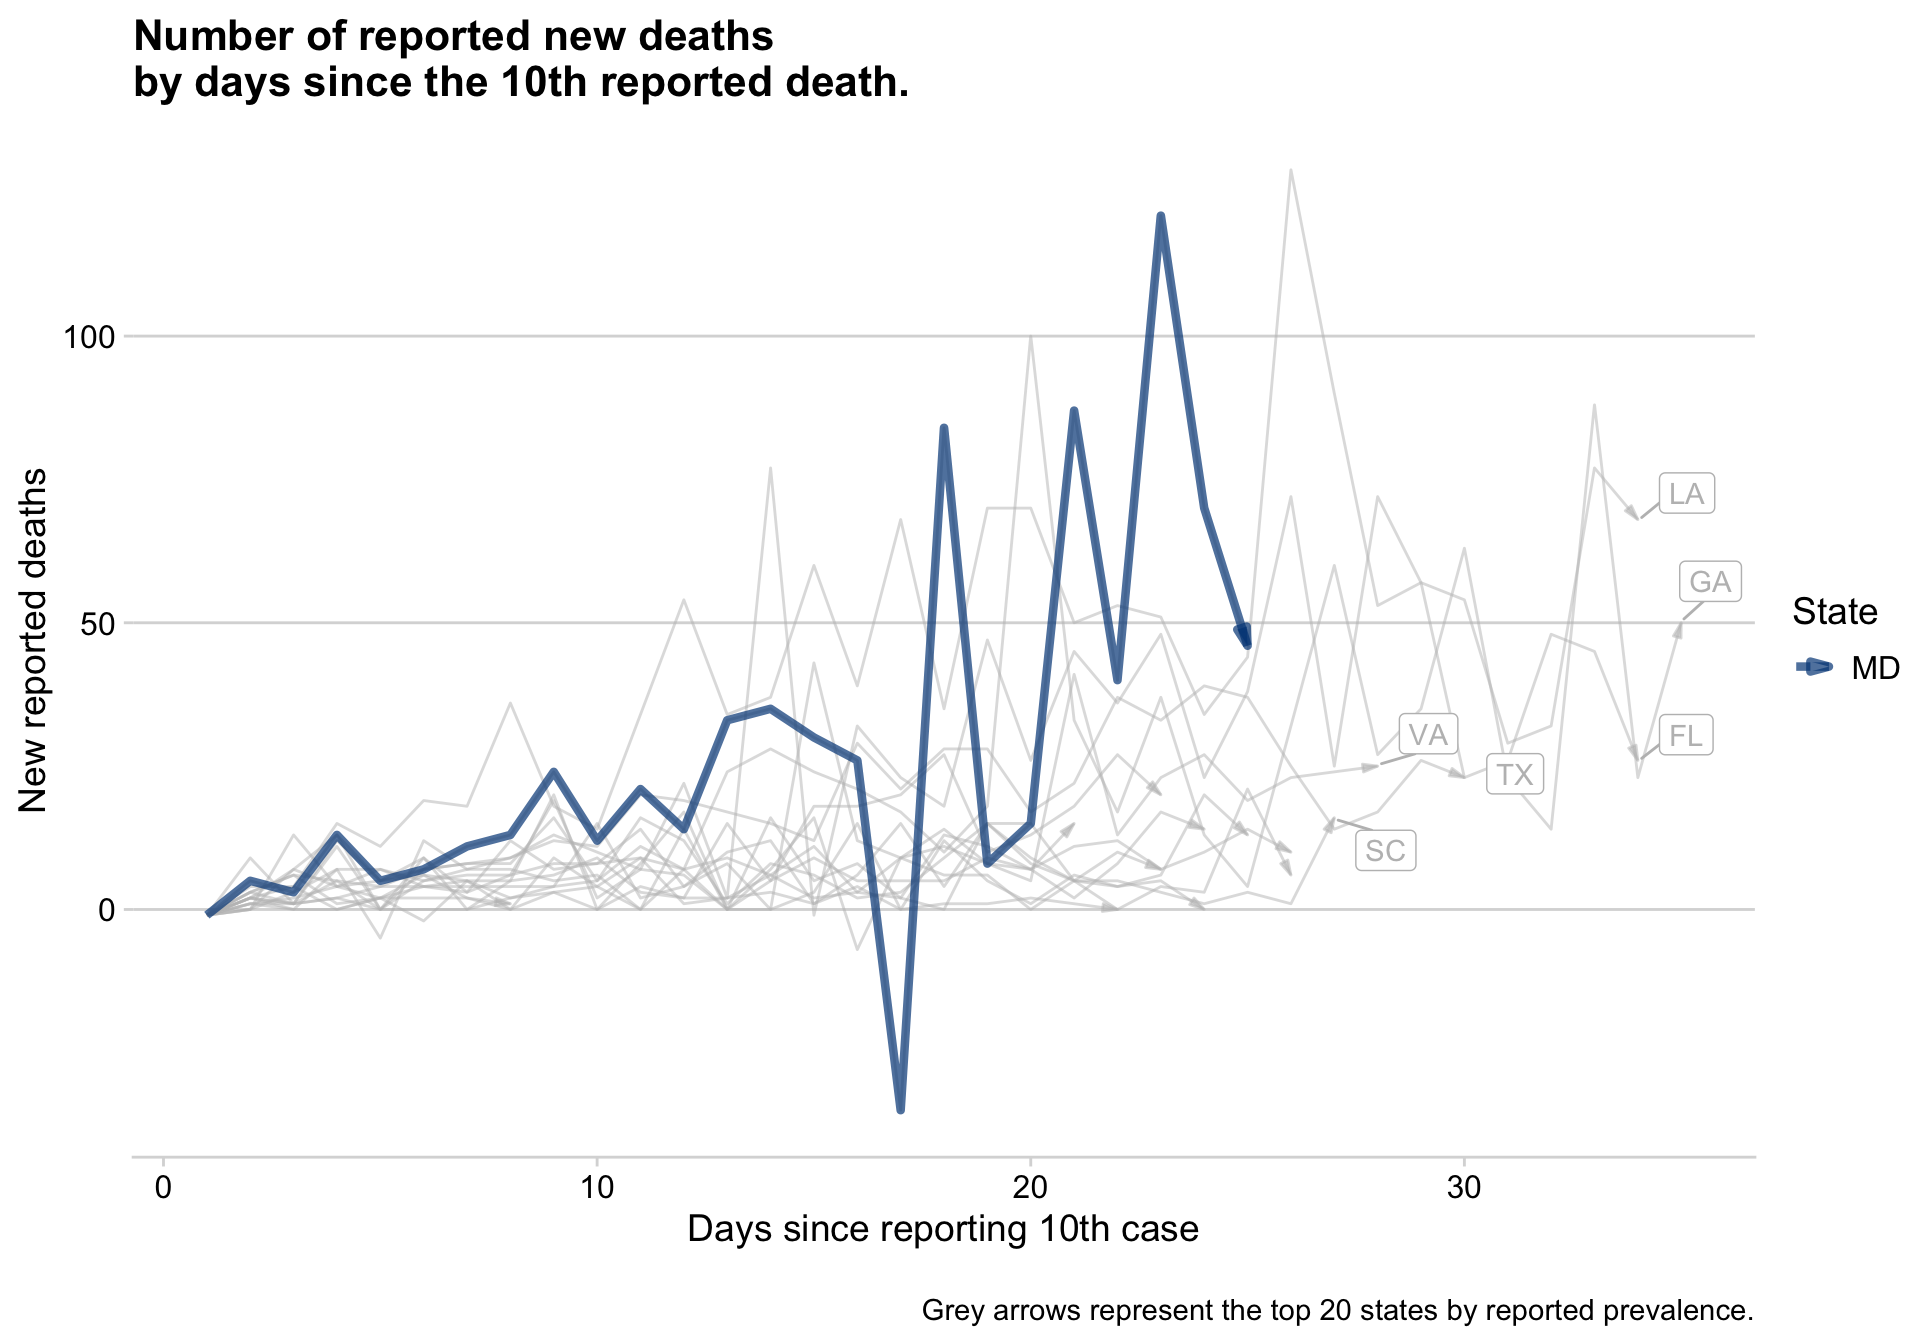 Number of reported new deaths
by days since the 10th reported death.
New reported deaths
100
50
0
LA
GA
VA
FL
TX
SC
State
MD
0
10
20
30
Days since reporting 10th case
Grey arrows represent the top 20 states by reported prevalence.